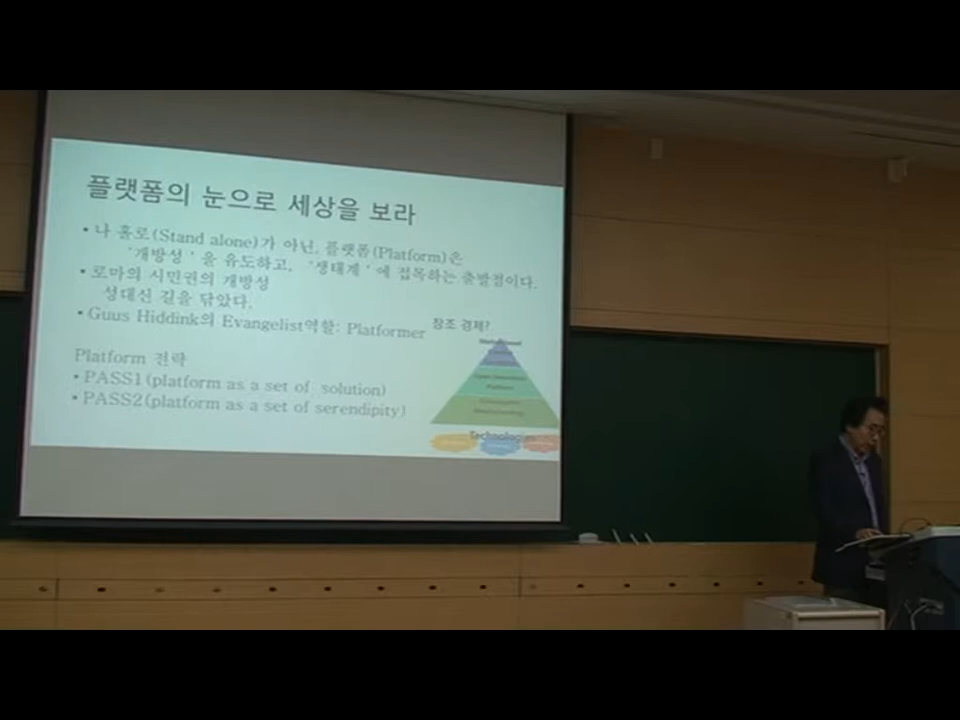 플랫폼의 눈으로 세상을 보라
• 나 홀로(Stand alone)가 아닌, 플랫폼(Platform)은
'개방성'을 유도하고, '생태계'에 접목하는 출발점이다.
• 로마의 시민권의 개방성
성대신 길을 닦았다.
• Guus Hiddink의 Evangelist역할: Platformer
창조 경제?
Platform 전략
• PASS1(platform as a set of solution)
• PASS2(platform as a set of serendipity)
Technologies